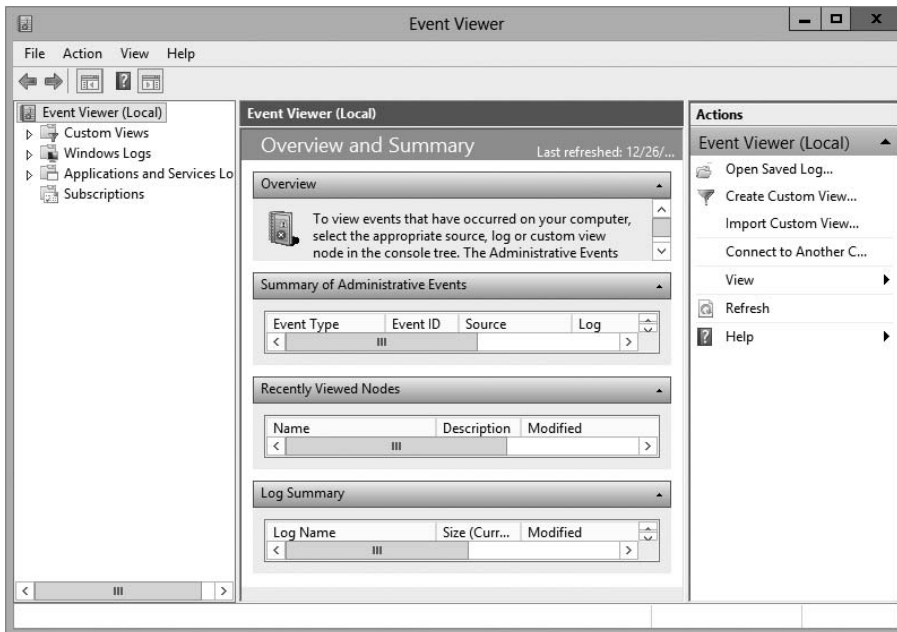 Event Viewer
File Action View Help
Event Viewer (Local)
Custom Views
Windows Logs
Applications and Services Lo
Subscriptions
Event Viewer (Local)
Overview and Summary Last refreshed: 12/26/...
Overview
To view events that have occurred on your computer,
select the appropriate source, log or custom view
node in the console tree. The Administrative Events
Summary of Administrative Events
Event Type Event ID Source Log
Recently Viewed Nodes
Name Description Modified
Log Summary
Log Name Size (Curr... Modified
Actions
Event Viewer (Local)
Open Saved Log...
Create Custom View...
Import Custom View...
Connect to Another C...
View
Refresh
Help